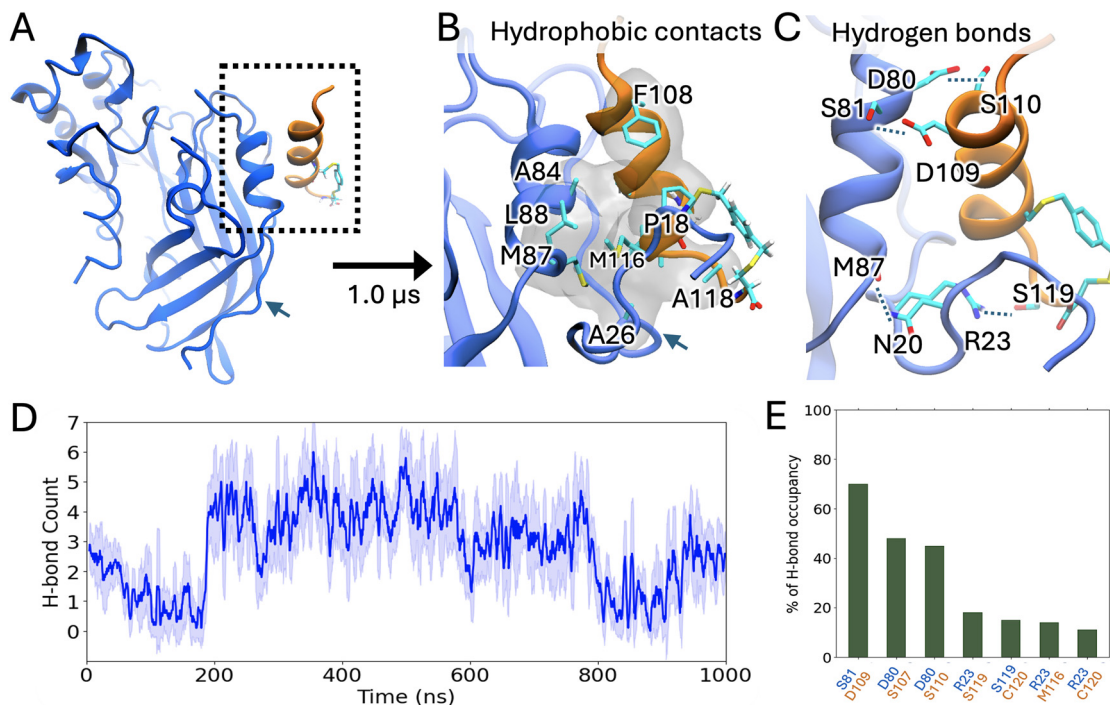 A
1.0 µs
B Hydrophobic contacts
F108
A84
L88
P18
M87
M116
A118
A26
C Hydrogen bonds
D80
S81
S110
D109
M87
S119
N20
R23
D
H-bond Count
7
6
5
4
3
2
1
0
0 200 400 600 800 1000
Time (ns)
E
% of H-bond occupancy
100
80
60
40
20
0
S81 D109
D80 S107
D80 S110
R23 S119
S119 C120
R23 M116
R23 C120